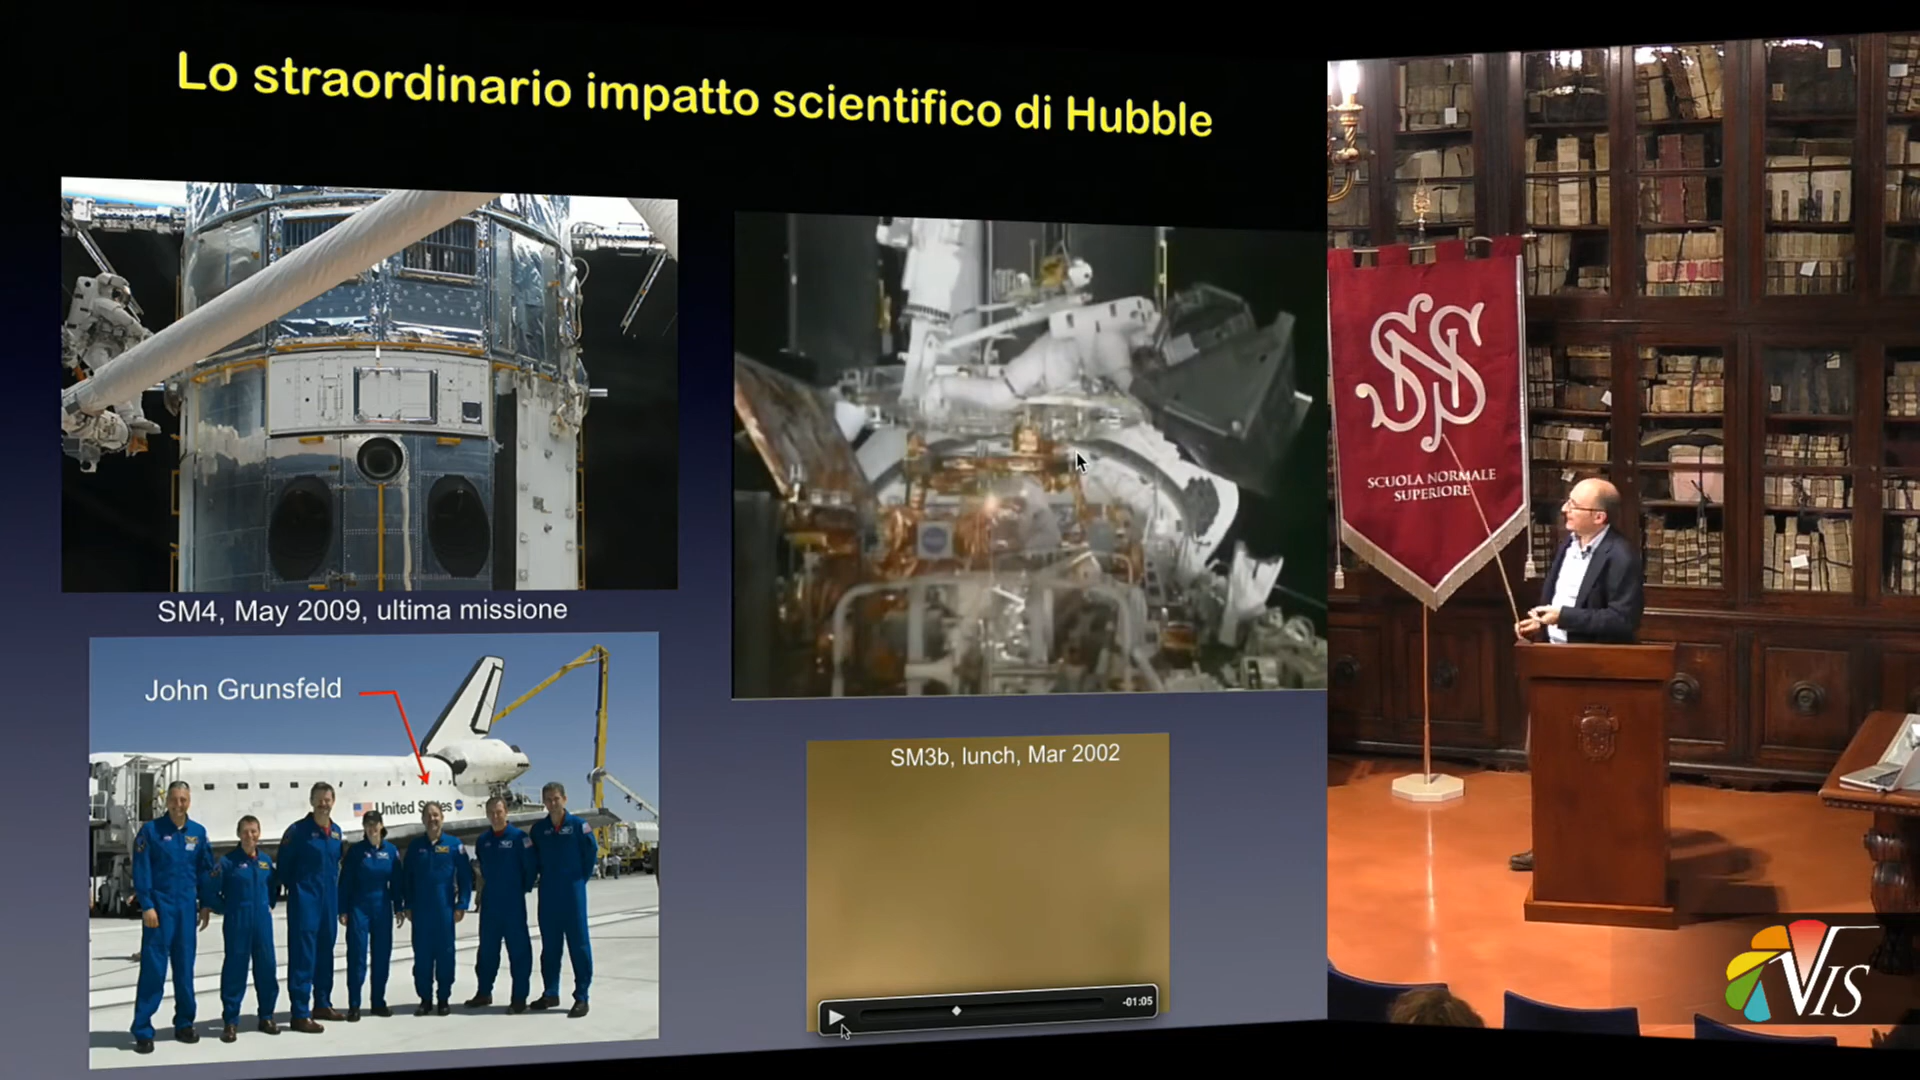 Lo straordinario impatto scientifico di Hubble
SM4, May 2009, ultima missione
John Grunsfeld
United States
SM3b, lunch, Mar 2002
-01:05
SNS
SCUOLA NORMALE
SUPERIORE
VIS